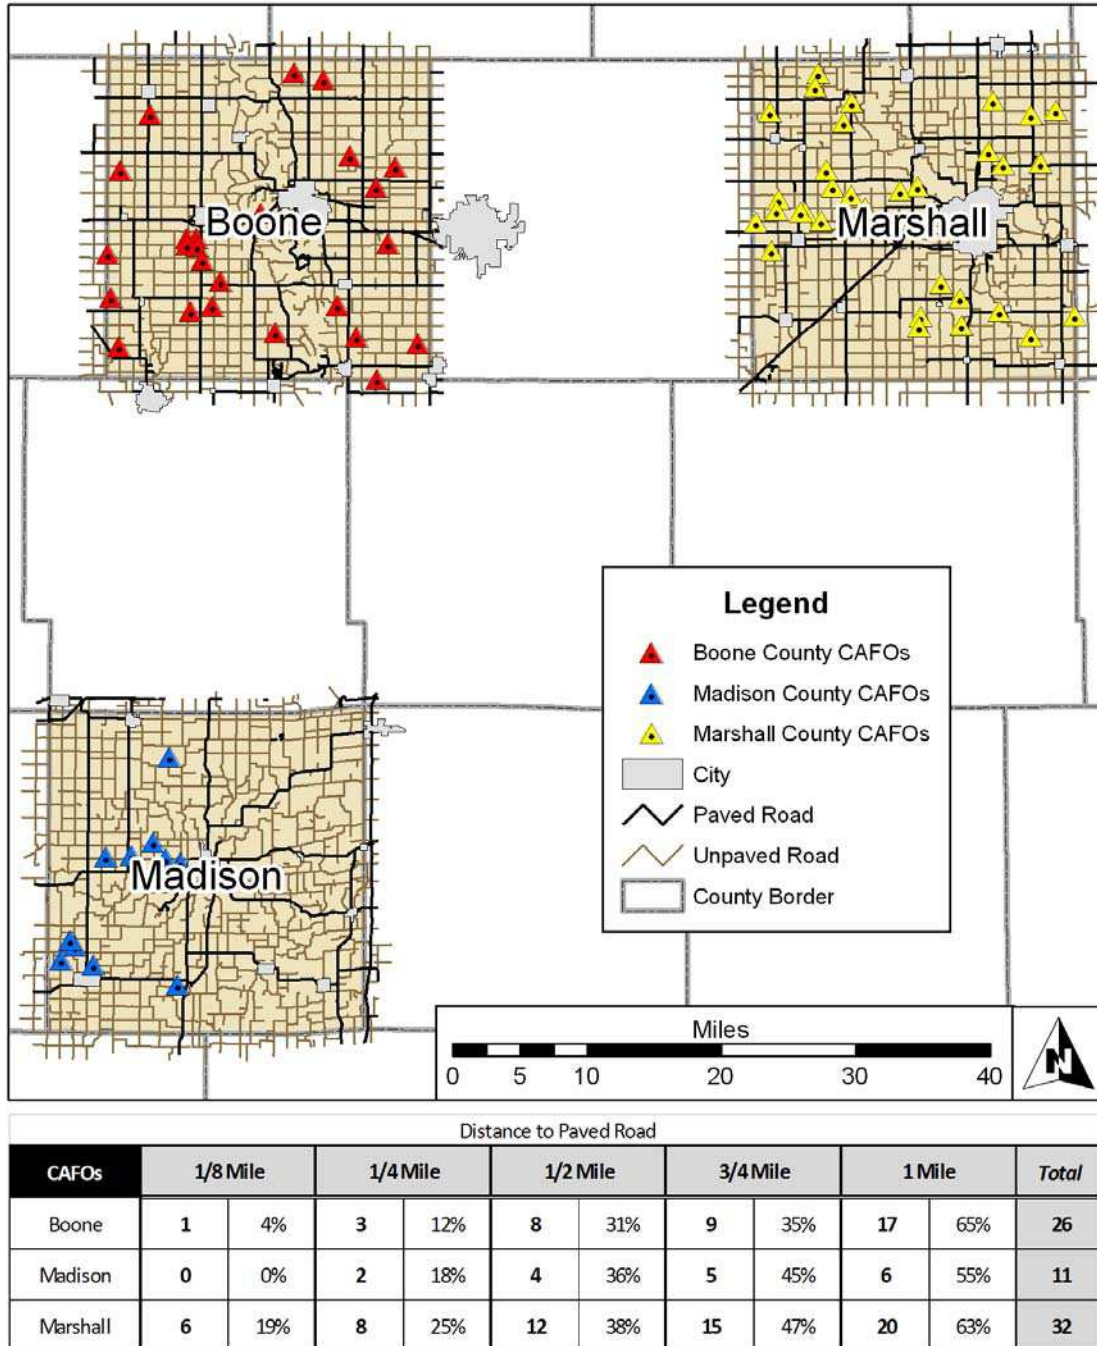 Boone
Marshall
Legend
Boone County CAFOs
Madison County CAFOs
Marshall County CAFOs
City
Paved Road
Unpaved Road
County Border
Madison
Miles
0 5 10 20 30 40
N
Distance to Paved Road
CAFOs 1/8 Mile 1/4 Mile 1/2 Mile 3/4 Mile 1 Mile Total
Boone 1 4% 3 12% 8 31% 9 35% 17 65% 26
Madison 0 0% 2 18% 4 36% 5 45% 6 55% 11
Marshall 6 19% 8 25% 12 38% 15 47% 20 63% 32